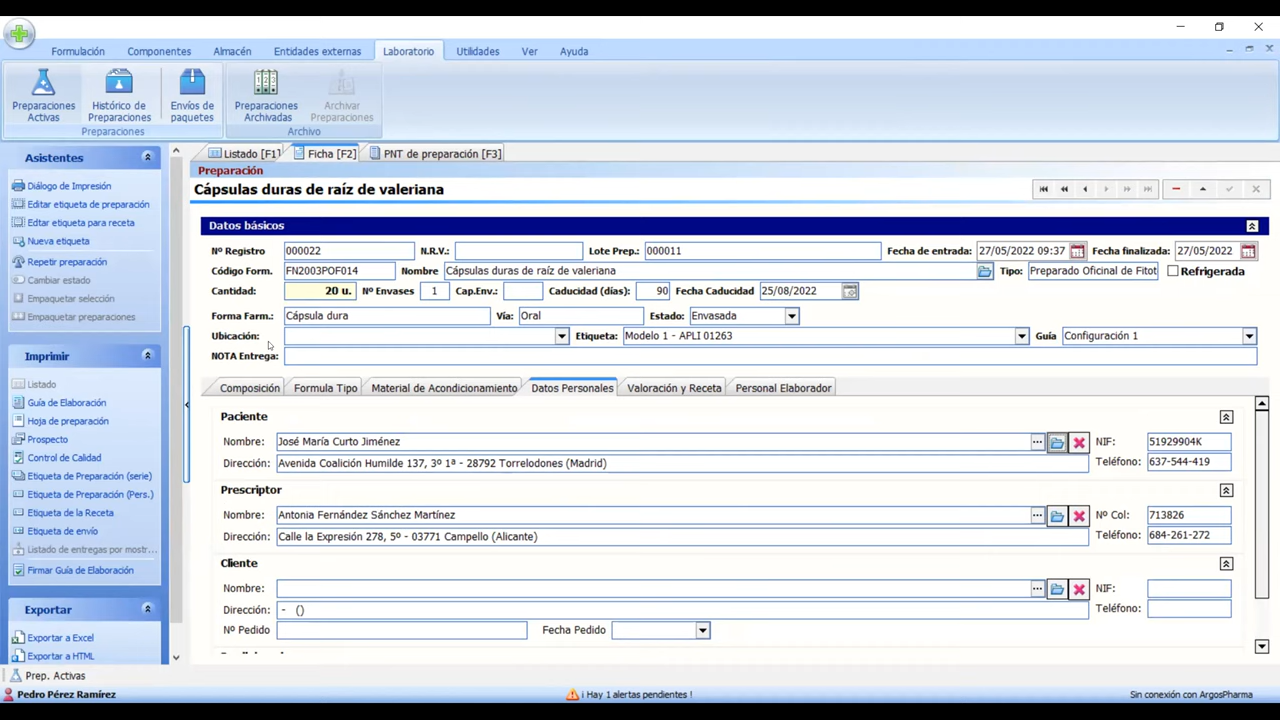 Formulación Componentes Almacén Entidades externas Laboratorio Utilidades Ver Ayuda
Preparaciones Activas
Histórico de Preparaciones
Envíos de paquetes
Preparaciones Archivadas
Archivar Preparaciones
Preparaciones Archivo
Asistentes
Diálogo de Impresión
Editar etiqueta de preparación
Edtar etiqueta para receta
Nueva etiqueta
Repetir preparación
Cambiar estado
Empaquetar selección
Empaquetar preparaciones
Imprimir
Listado
Guía de Elaboración
Hoja de preparación
Prospecto
Control de Calidad
Etiqueta de Preparación (serie)
Etiqueta de Preparación (Pers.)
Etiqueta de la Receta
Etiqueta de envío
Listado de entregas por mostr...
Firmar Guía de Elaboración
Exportar
Exportar a Excel
Exportar a HTML
Listado [F1] Ficha [F2] PNT de preparación [F3]
Preparación
Cápsulas duras de raíz de valeriana
Datos básicos
Nº Registro 000022 N.R.V.: Lote Prep.: 000011 Fecha de entrada: 27/05/2022 09:37 Fecha finalizada: 27/05/2022
Código Form. FN2003POF014 Nombre Cápsulas duras de raíz de valeriana Tipo: Preparado Oficinal de Fitot Refrigerada
Cantidad: 20 u. Nº Envases 1 Cap.Env.: Caducidad (días): 90 Fecha Caducidad 25/08/2022
Forma Farm.: Cápsula dura Vía: Oral Estado: Envasada
Ubicación: Etiqueta: Modelo 1 - APLI 01263 Guía Configuración 1
NOTA Entrega:
Composición Formula Tipo Material de Acondicionamiento Datos Personales Valoración y Receta Personal Elaborador
Paciente
Nombre: José María Curto Jiménez ... NIF: 51929904K
Dirección: Avenida Coalición Humilde 137, 3º 1ª - 28792 Torrelodones (Madrid) Teléfono: 637-544-419
Prescriptor
Nombre: Antonia Fernández Sánchez Martínez ... Nº Col: 713826
Dirección: Calle la Expresión 278, 5º - 03771 Campello (Alicante) Teléfono: 684-261-272
Cliente
Nombre: ... NIF:
Dirección: - () Teléfono:
Nº Pedido Fecha Pedido
Prep. Activas
Pedro Pérez Ramírez ¡ Hay 1 alertas pendientes ! Sin conexión con ArgosPharma